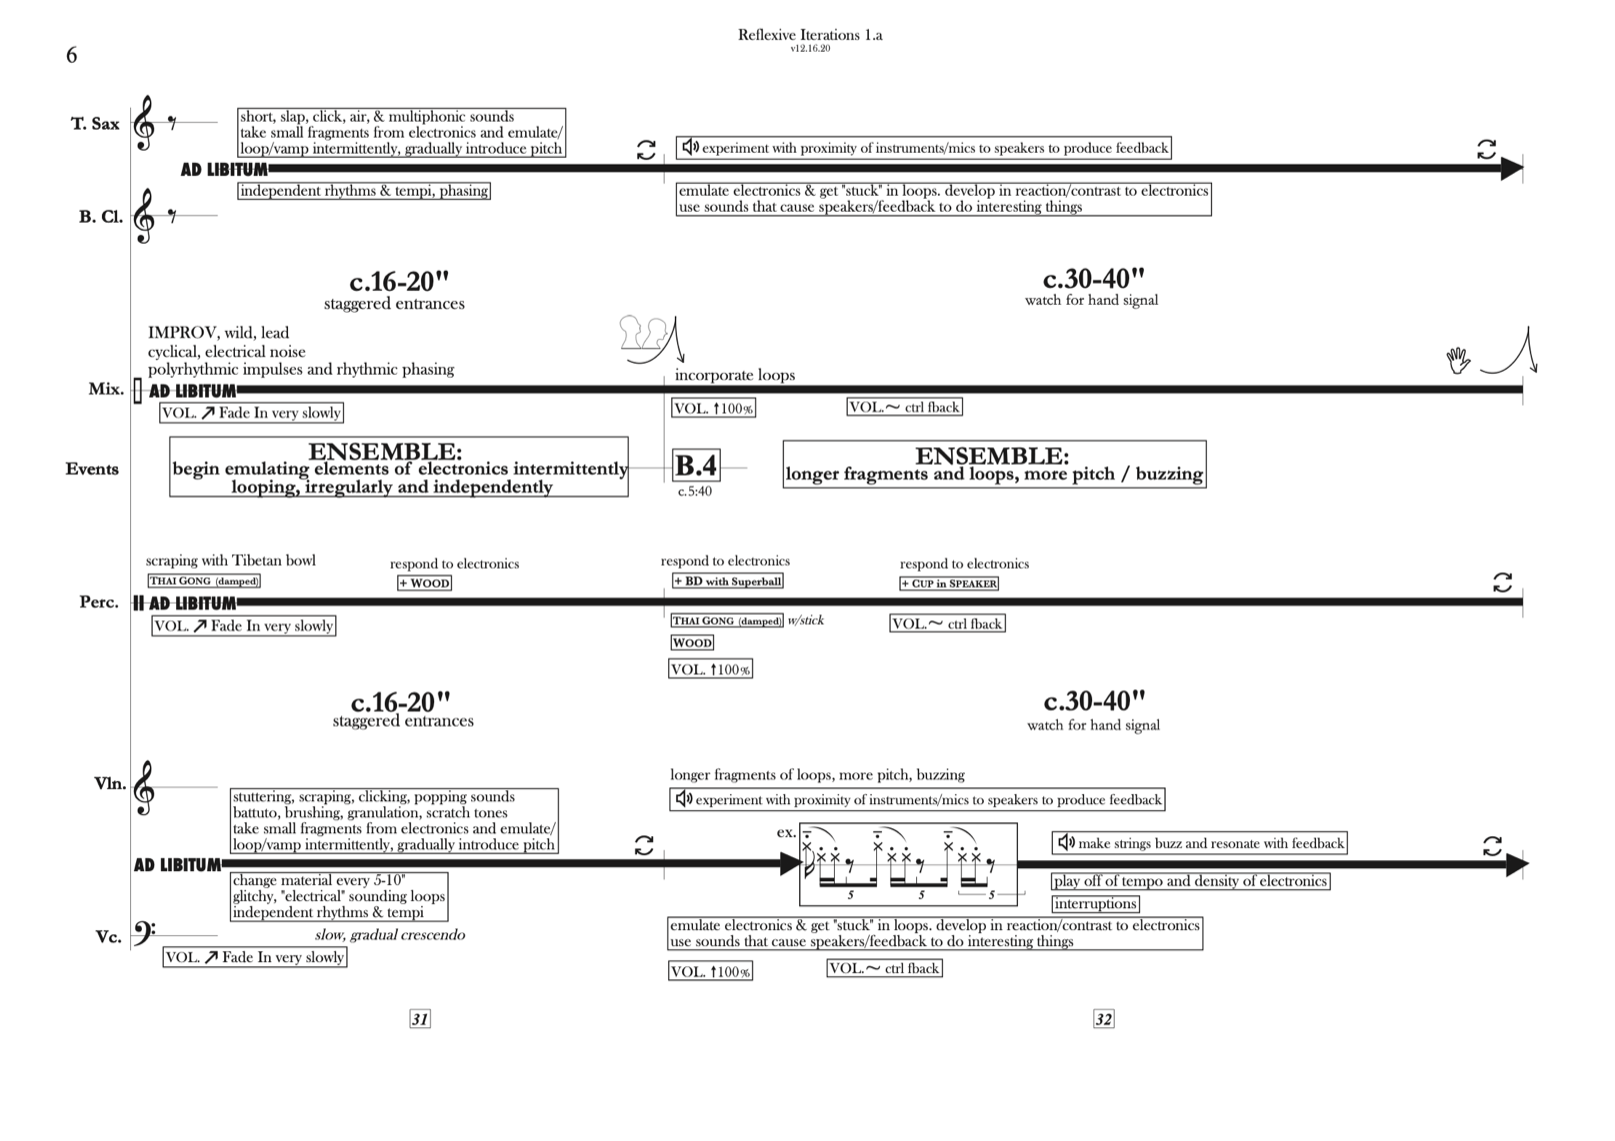 Reflexive Iterations 1.a
v12.16.20
6
T. Sax
short, slap, click, air, & multiphonic sounds
take small fragments from electronics and emulate/
loop/vamp intermittently, gradually introduce pitch
experiment with proximity of instruments/mics to speakers to produce feedback
AD LIBITUM
independent rhythms & tempi, phasing
emulate electronics & get "stuck" in loops. develop in reaction/contrast to electronics
use sounds that cause speakers/feedback to do interesting things
B. Cl.
c.16-20"
staggered entrances
c.30-40"
watch for hand signal
IMPROV, wild, lead
cyclical, electrical noise
polyrhythmic impulses and rhythmic phasing
incorporate loops
Mix.
AD LIBITUM
VOL. ↗ Fade In very slowly
VOL. ↑100%
VOL.~ ctrl fback
Events
ENSEMBLE:
begin emulating elements of electronics intermittently
looping, irregularly and independently
B.4
c.5:40
ENSEMBLE:
longer fragments and loops, more pitch / buzzing
scraping with Tibetan bowl
THAI GONG (damped)
respond to electronics
+ WOOD
respond to electronics
+ BD with Superball
respond to electronics
+ CUP in SPEAKER
Perc.
AD LIBITUM
VOL. ↗ Fade In very slowly
THAI GONG (damped) w/stick
WOOD
VOL. ↑100%
VOL.~ ctrl fback
c.16-20"
staggered entrances
c.30-40"
watch for hand signal
Vln.
stuttering, scraping, clicking, popping sounds
battuto, brushing, granulation, scratch tones
take small fragments from electronics and emulate/
loop/vamp intermittently, gradually introduce pitch
longer fragments of loops, more pitch, buzzing
experiment with proximity of instruments/mics to speakers to produce feedback
ex.
5
5
5
make strings buzz and resonate with feedback
AD LIBITUM
change material every 5-10"
glitchy, "electrical" sounding loops
independent rhythms & tempi
play off of tempo and density of electronics
interruptions
Vc.
slow, gradual crescendo
VOL. ↗ Fade In very slowly
emulate electronics & get "stuck" in loops. develop in reaction/contrast to electronics
use sounds that cause speakers/feedback to do interesting things
VOL. ↑100%
VOL.~ ctrl fback
31
32